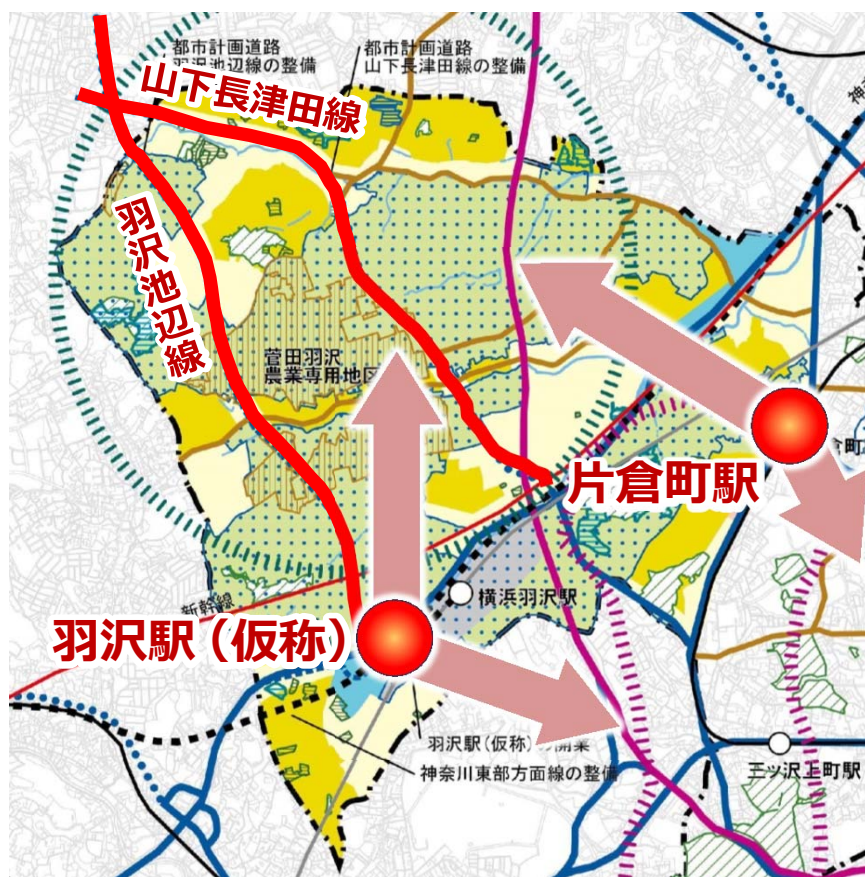 都市計画道路
羽沢池辺線の整備
都市計画道路
山下長津田線の整備
山下長津田線
羽沢池辺線
菅田羽沢
農業専用地区
片倉町駅
新幹線
横浜羽沢駅
羽沢駅（仮称）
羽沢駅(仮称)の開業
神奈川東部方面線の整備
三ツ沢上町駅